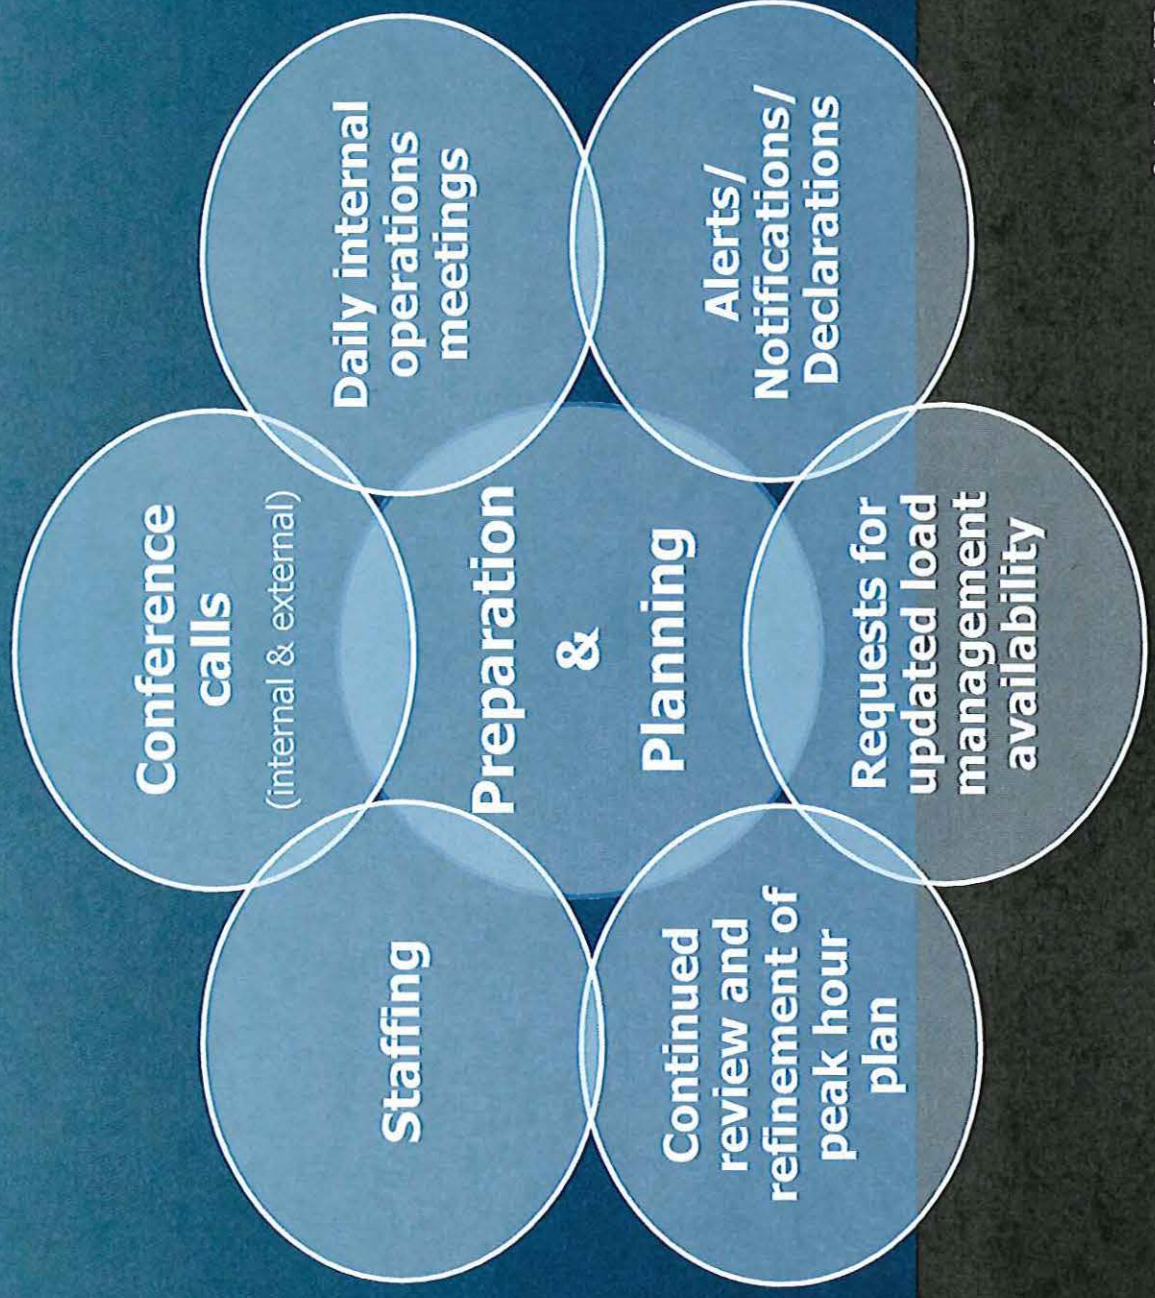 Conference
calls
(internal & external)
Staffing
Daily internal
operations
meetings
Preparation
&
Planning
Continued
review and
refinement of
peak hour
plan
Alerts/
Notifications/
Declarations
Requests for
updated load
management
availability